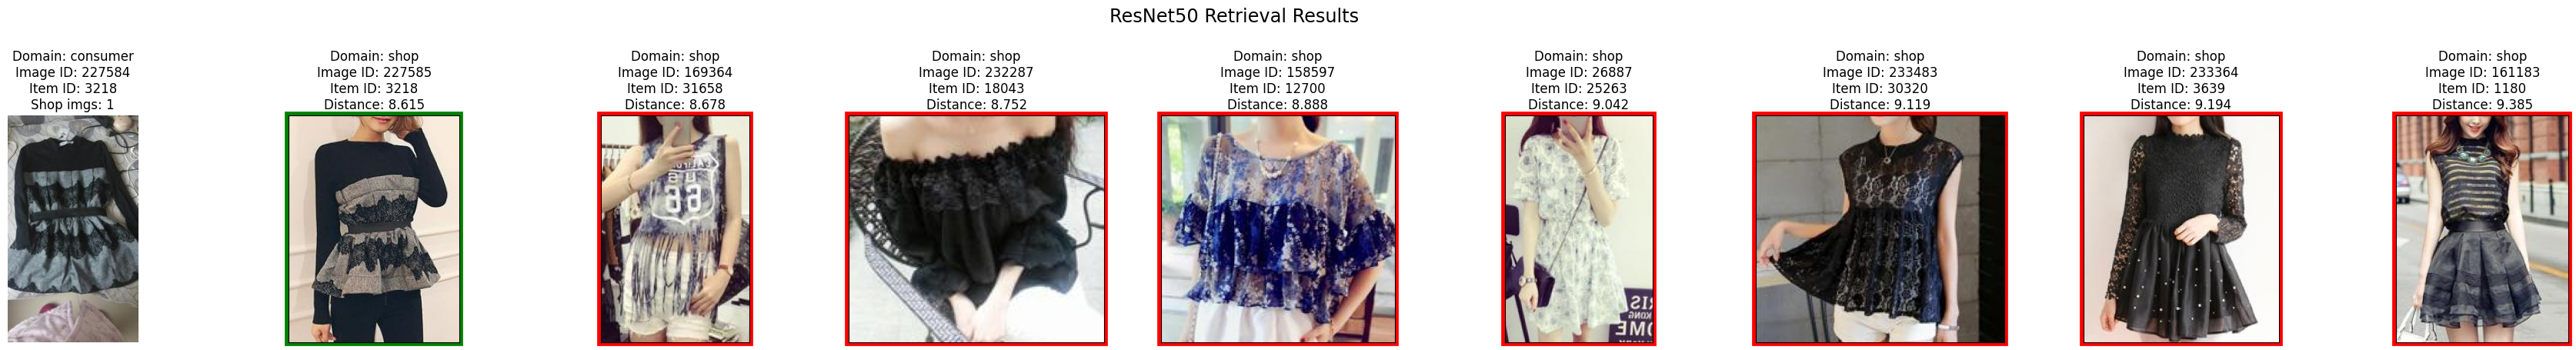 ResNet50 Retrieval Results
Domain: consumer
Image ID: 227584
Item ID: 3218
Shop imgs: 1
Domain: shop
Image ID: 227585
Item ID: 3218
Distance: 8.615
Domain: shop
Image ID: 169364
Item ID: 31658
Distance: 8.678
Domain: shop
Image ID: 232287
Item ID: 18043
Distance: 8.752
Domain: shop
Image ID: 158597
Item ID: 12700
Distance: 8.888
Domain: shop
Image ID: 26887
Item ID: 25263
Distance: 9.042
Domain: shop
Image ID: 233483
Item ID: 30320
Distance: 9.119
Domain: shop
Image ID: 233364
Item ID: 3639
Distance: 9.194
Domain: shop
Image ID: 161183
Item ID: 1180
Distance: 9.385